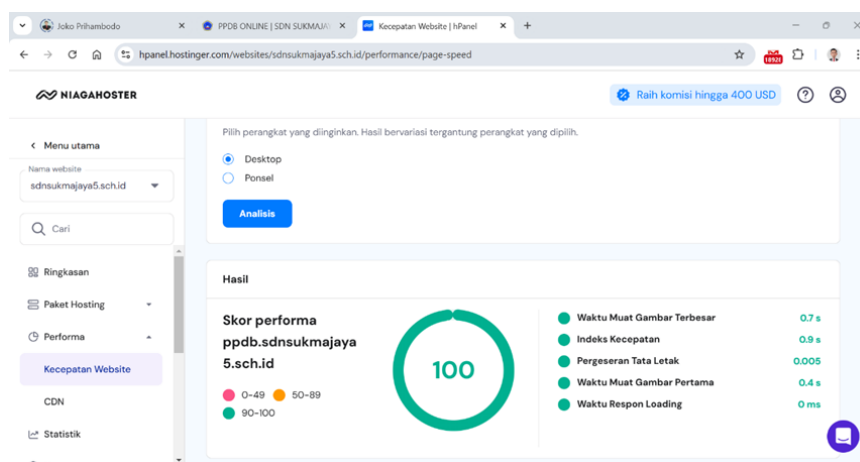 Joko Prihambodo
PPDB ONLINE | SDN SUKMAJA
Kecepatan Website | hPanel
hpanel.hostinger.com/websites/sdnsukmajaya5.sch.id/performance/page-speed
NIAGAHOSTER
Raih komisi hingga 400 USD
Menu utama
Nama website
sdnsukmajaya5.sch.id
Cari
Ringkasan
Paket Hosting
Performa
Kecepatan Website
CDN
Statistik
Pilih perangkat yang diinginkan. Hasil bervariasi tergantung perangkat yang dipilih.
Desktop
Ponsel
Analisis
Hasil
Skor performa
ppdb.sdnsukmajaya
5.sch.id
0-49 50-89
90-100
100
Waktu Muat Gambar Terbesar 0.7 s
Indeks Kecepatan 0.9 s
Pergeseran Tata Letak 0.005
Waktu Muat Gambar Pertama 0.4 s
Waktu Respon Loading 0 ms